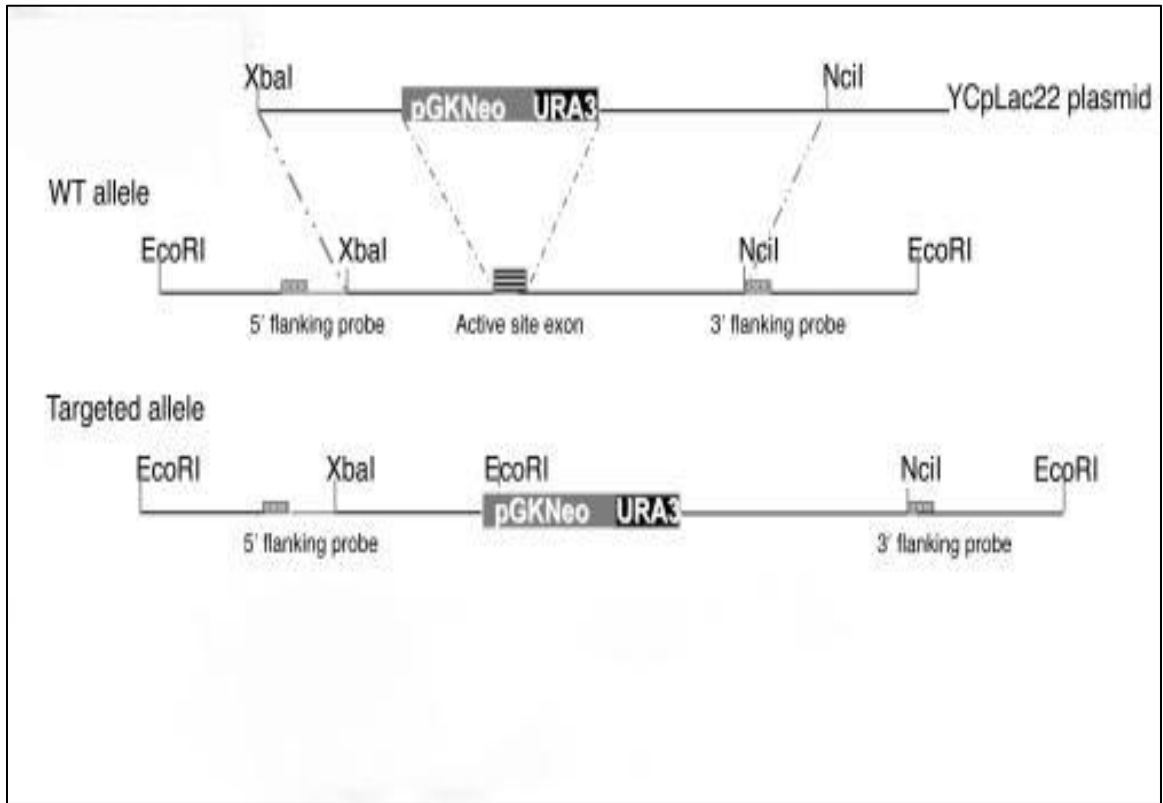 XbaI NciI
pGKNeo URA3 YCpLac22 plasmid
WT allele
EcoRI XbaI NciI EcoRI
5' flanking probe Active site exon 3' flanking probe
Targeted allele
EcoRI XbaI EcoRI NciI EcoRI
pGKNeo URA3
5' flanking probe 3' flanking probe